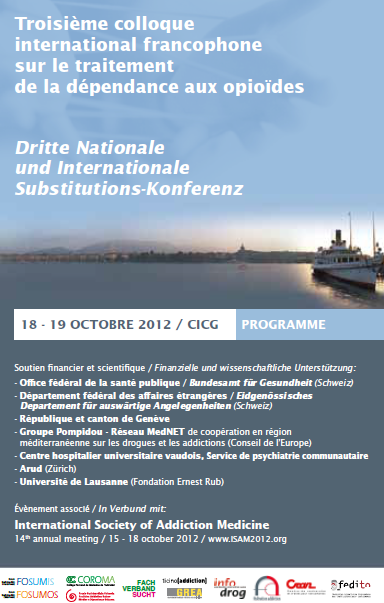 Troisième colloque
international francophone
sur le traitement
de la dépendance aux opioïdes
Dritte Nationale
und Internationale
Substitutions-Konferenz
18 - 19 OCTOBRE 2012 / CICG
PROGRAMME
Soutien financier et scientifique / Finanzielle und wissenschaftliche Unterstützung:
- Office fédéral de la santé publique / Bundesamt für Gesundheit (Schweiz)
- Département fédéral des affaires étrangères / Eidgenössisches
Departement für auswärtige Angelegenheiten (Schweiz)
- République et canton de Genève
- Groupe Pompidou - Réseau MedNET de coopération en région
méditerranéenne sur les drogues et les addictions (Conseil de l'Europe)
- Centre hospitalier universitaire vaudois, Service de psychiatrie communautaire
- Arud (Zürich)
- Université de Lausanne (Fondation Ernest Rub)
Évènement associé / In Verbund mit:
International Society of Addiction Medicine
14th annual meeting / 15 - 18 october 2012 / www.ISAM2012.org
FOSUMIS
FOSUMOS
COROMA
FACH
VERBAND
SUCHT
ticino[addiction]
GREA
info
drog
fedito